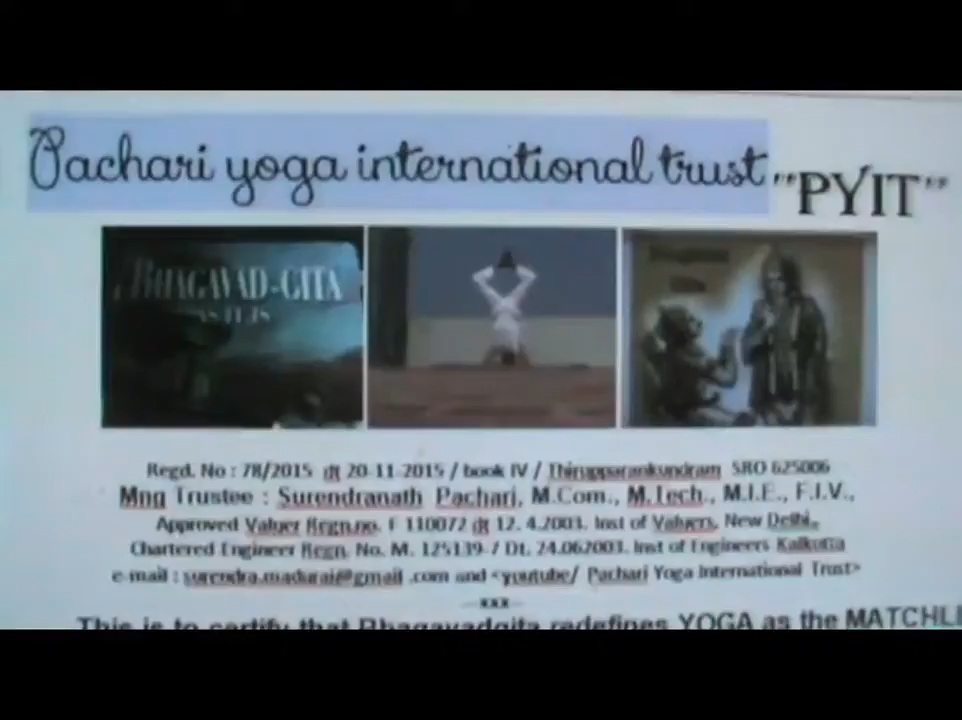 Pachari yoga international trust "PYIT"
BHAGAVAD-GITA
AS IT IS
Regd. No : 78/2015 dt 20-11-2015 / book IV / Thirupparankundram SRO 625006
Mng Trustee : Surendranath Pachari, M.Com., M.Tech., M.I.E., F.I.V.,
Approved Valuer Regn.no. F 110072 dt 12. 4.2003. Inst of Valuers, New Delhi.
Chartered Engineer Regn. No. M. 125139-7 Dt. 24.062003. Inst of Engineers Kalkutta
e-mail : surendra.madurai@gmail .com and <youtube/ Pachari Yoga International Trust>
--xxx--
This is to certify that Bhagavadgita redefines YOGA as the MATCHL